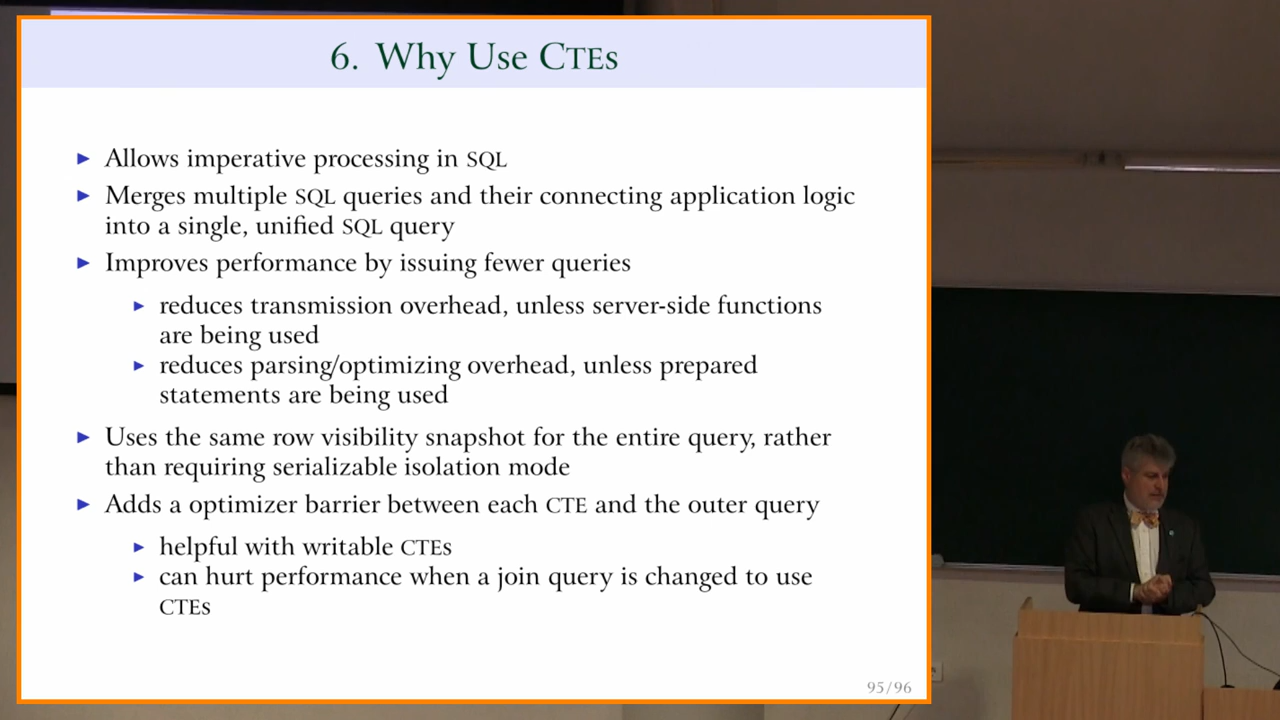 6. Why Use CTEs
▶ Allows imperative processing in SQL
▶ Merges multiple SQL queries and their connecting application logic
into a single, unified SQL query
▶ Improves performance by issuing fewer queries
▶ reduces transmission overhead, unless server-side functions
are being used
▶ reduces parsing/optimizing overhead, unless prepared
statements are being used
▶ Uses the same row visibility snapshot for the entire query, rather
than requiring serializable isolation mode
▶ Adds a optimizer barrier between each CTE and the outer query
▶ helpful with writable CTEs
▶ can hurt performance when a join query is changed to use
CTEs
95/96